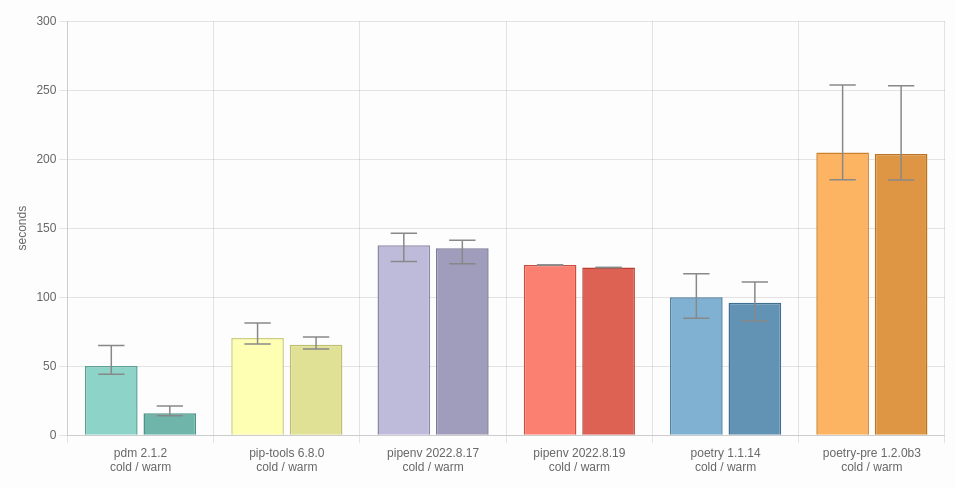 300
250
200
150
100
50
0
seconds
pdm 2.1.2
cold / warm
pip-tools 6.8.0
cold / warm
pipenv 2022.8.17
cold / warm
pipenv 2022.8.19
cold / warm
poetry 1.1.14
cold / warm
poetry-pre 1.2.0b3
cold / warm